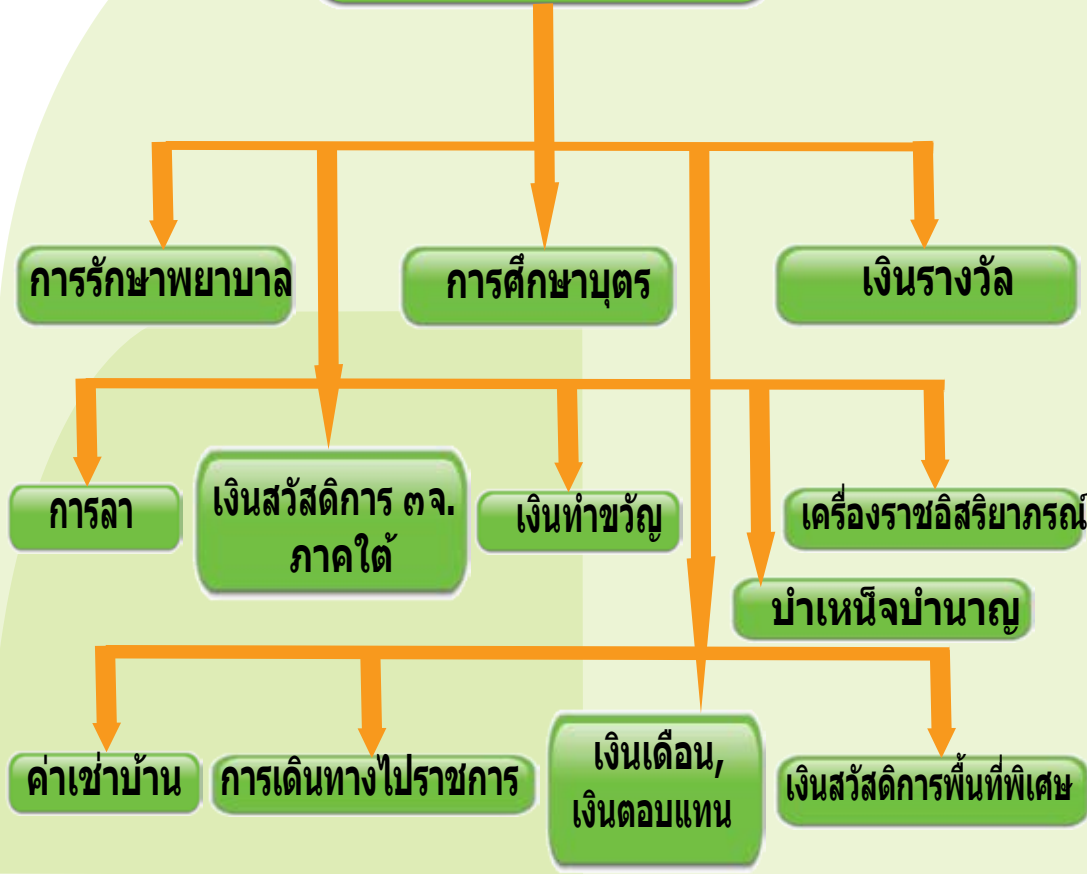 การรักษาพยาบาล
การศึกษาบุตร
เงินรางวัล
การลา
เงินสวัสดิการ ๓จ.
ภาคใต้
เงินทำขวัญ
เครื่องราชอิสริยาภรณ์
บำเหน็จบำนาญ
ค่าเช่าบ้าน
การเดินทางไปราชการ
เงินเดือน,
เงินตอบแทน
เงินสวัสดิการพื้นที่พิเศษ